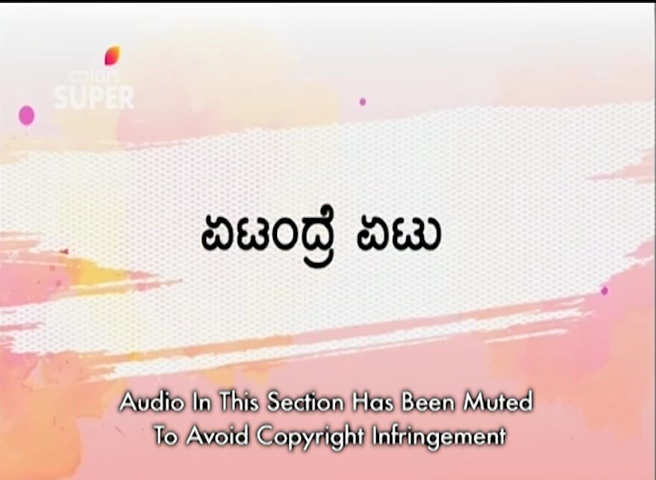 colors
SUPER
ಏಟಂದ್ರೆ ಏಟು
Audio In This Section Has Been Muted
To Avoid Copyright Infringement